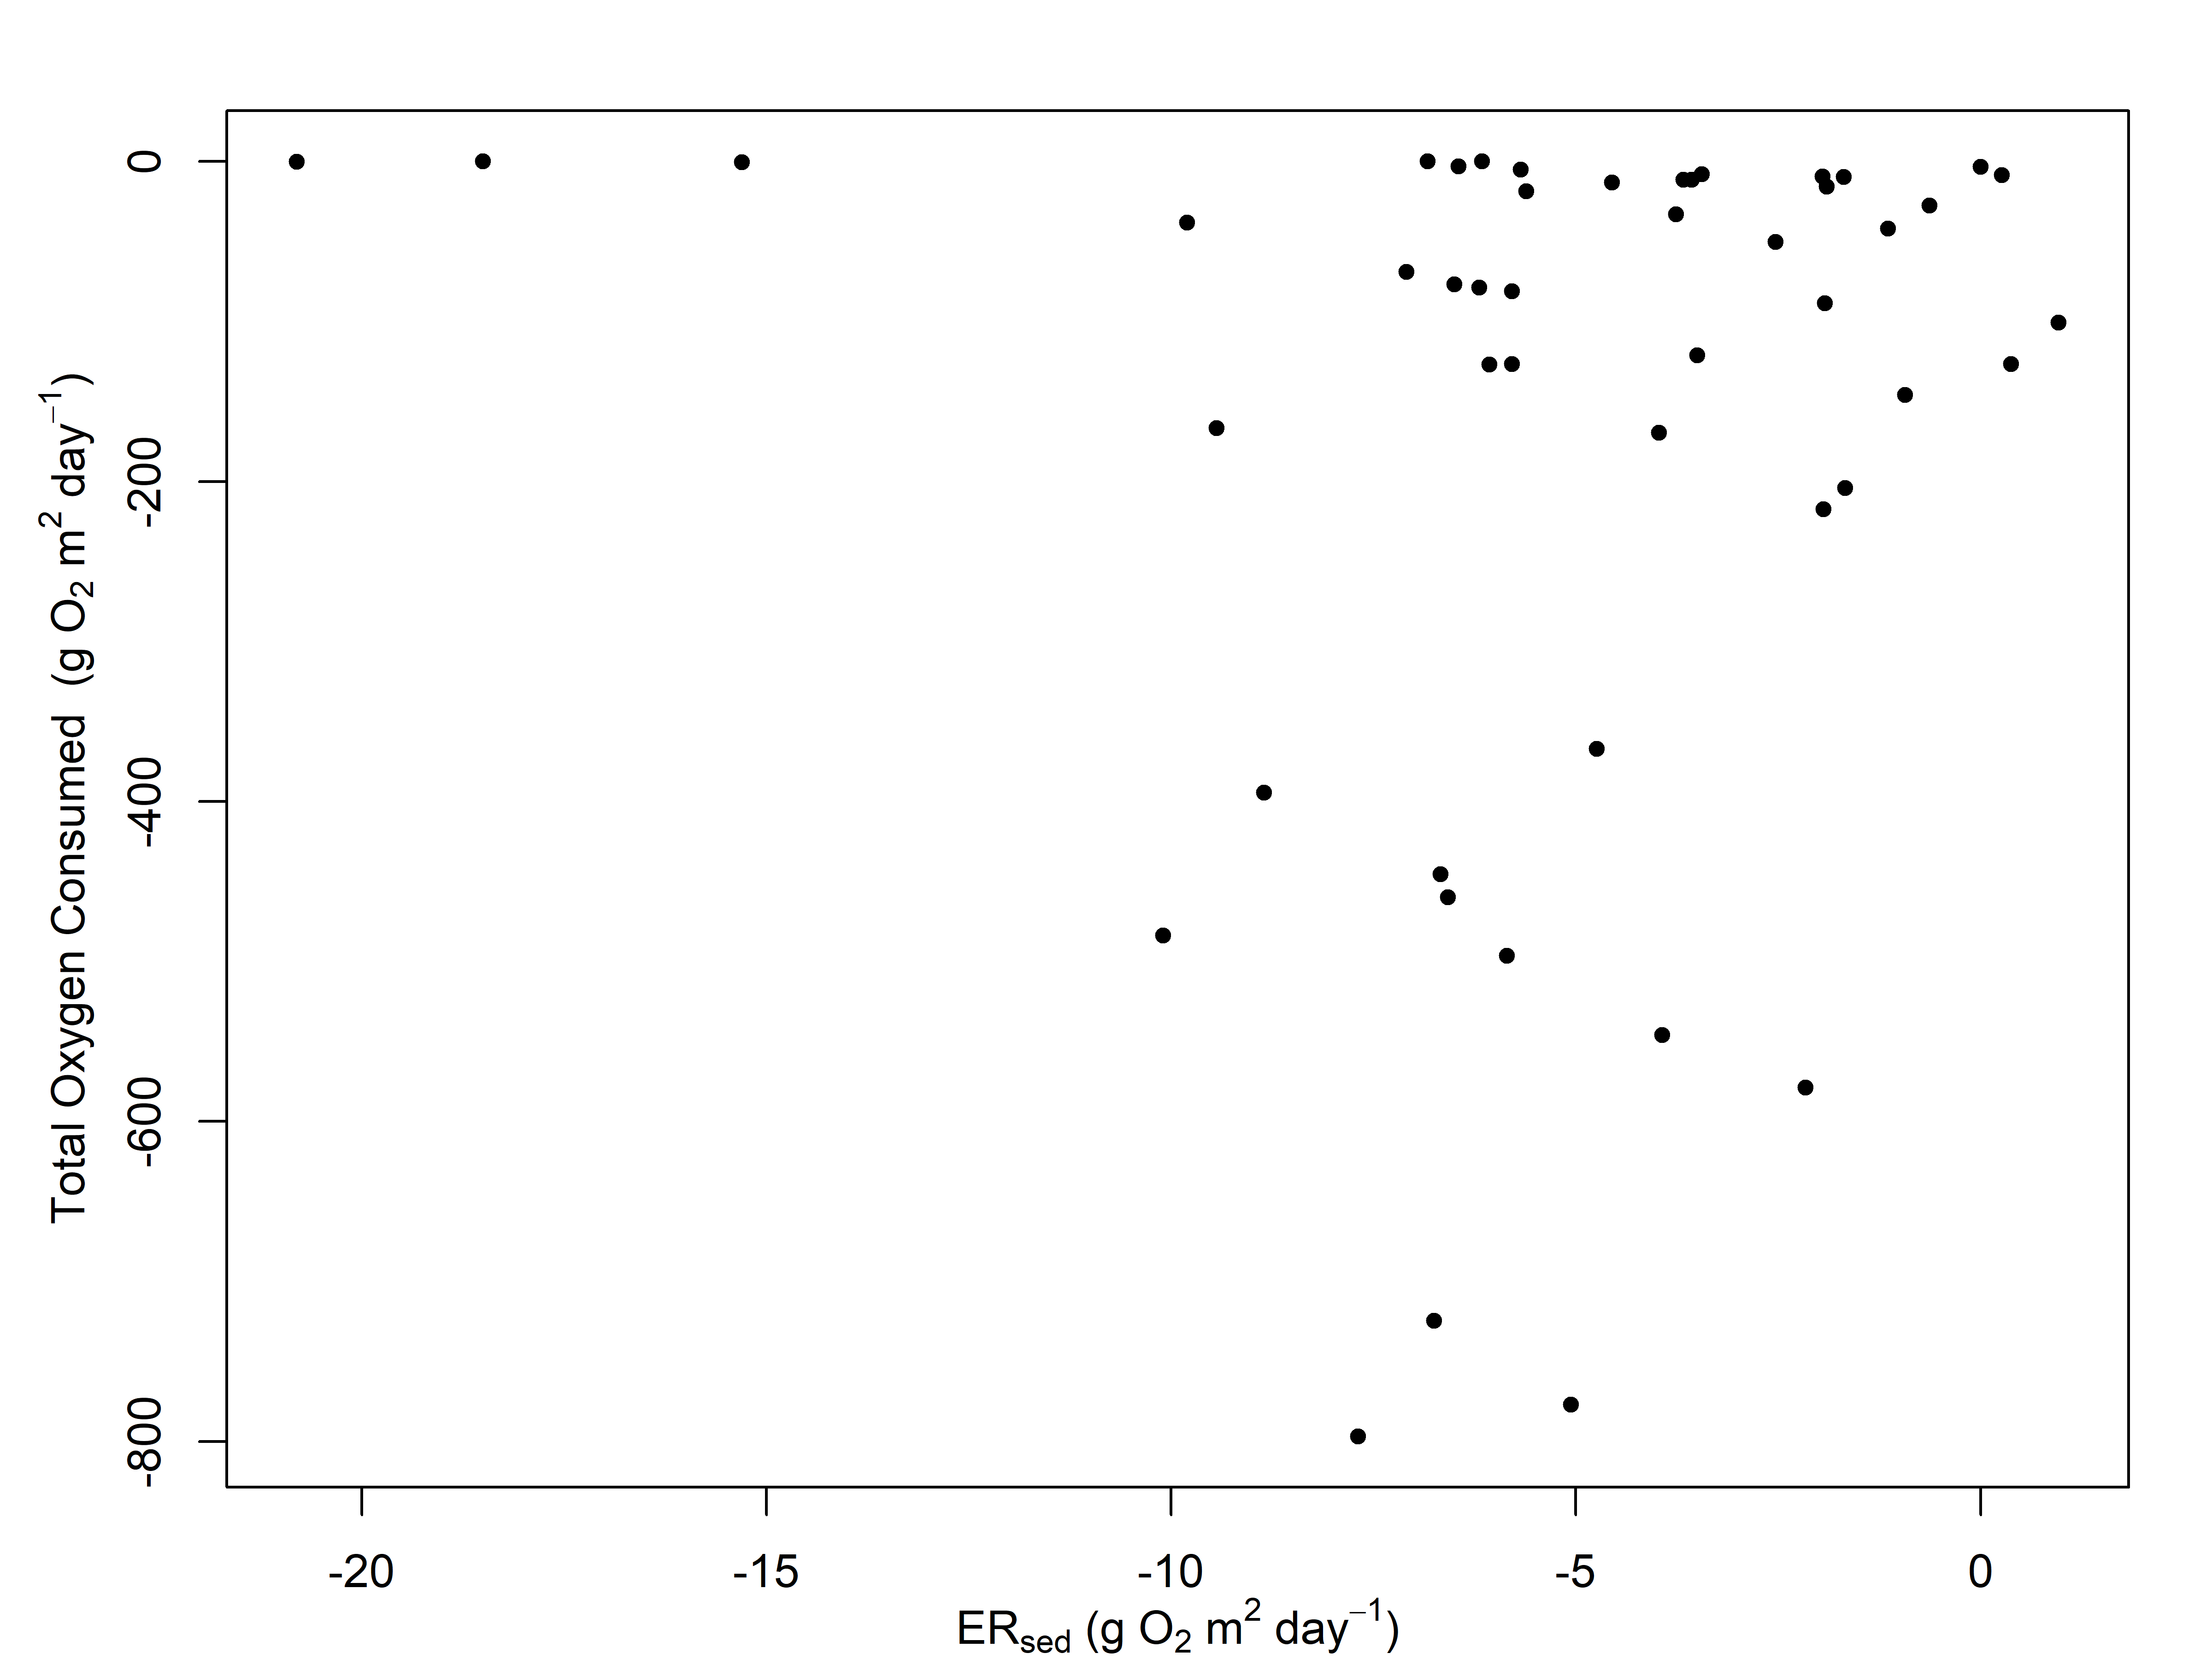 Total Oxygen Consumed (g O₂ m² day⁻¹)
0
-200
-400
-600
-800
-20 -15 -10 -5 0
ERsed (g O₂ m² day⁻¹)